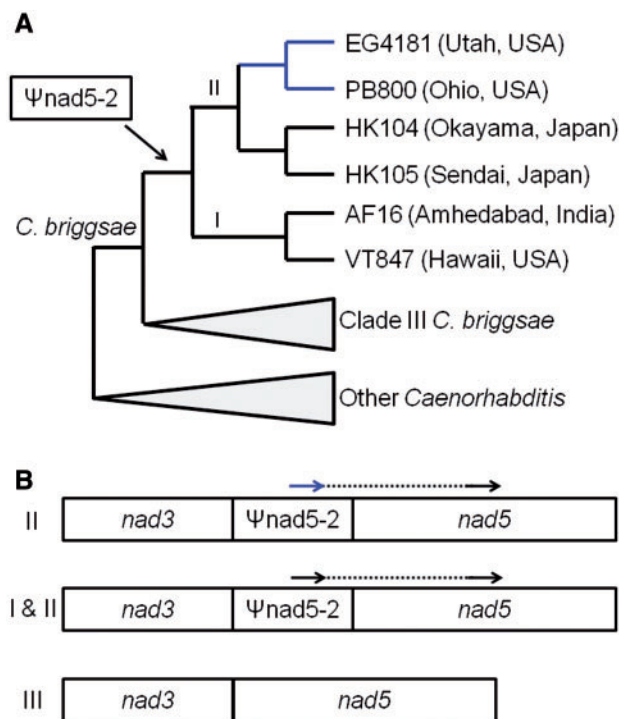 A
EG4181 (Utah, USA)
II
PB800 (Ohio, USA)
Ψnad5-2
HK104 (Okayama, Japan)
HK105 (Sendai, Japan)
I
AF16 (Amhedabad, India)
C. briggsae
VT847 (Hawaii, USA)
Clade III C. briggsae
Other Caenorhabditis
B
II nad3 Ψnad5-2 nad5
I & II nad3 Ψnad5-2 nad5
III nad3 nad5